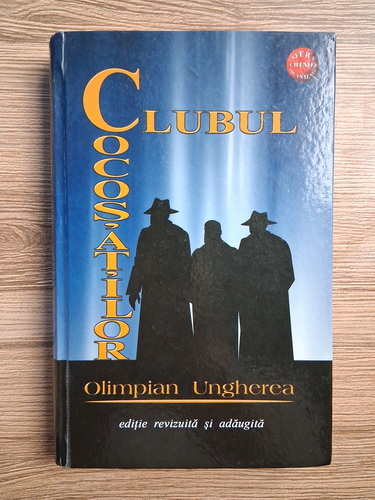 CLUBUL
COCOȘAȚILOR
Olimpian Ungherea
ediție revizuită și adăugită